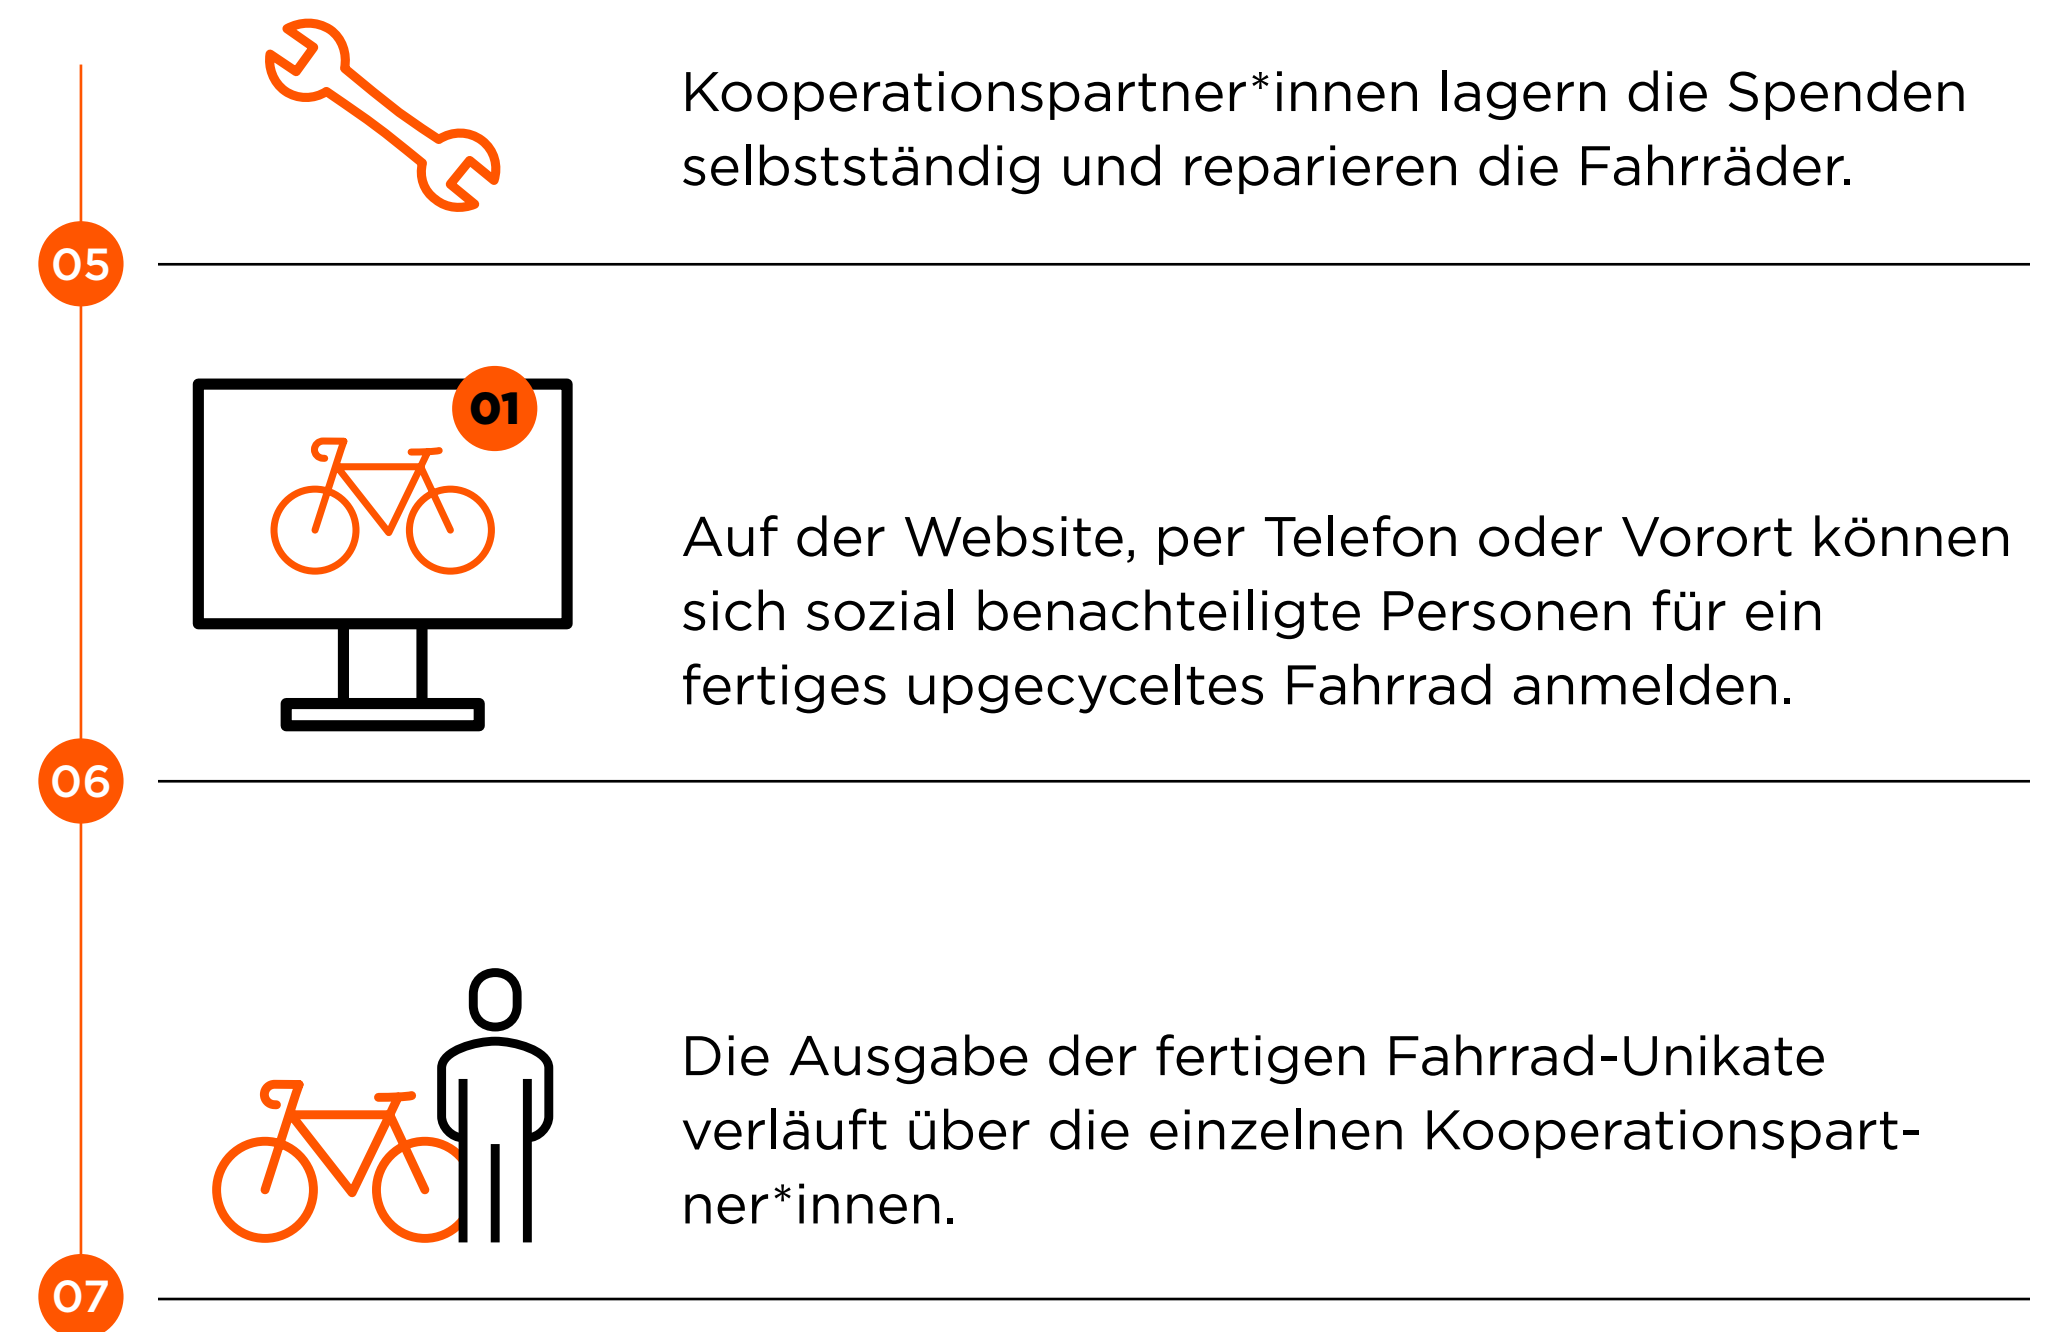 Kooperationspartner*innen lagern die Spenden
selbstständig und reparieren die Fahrräder.
05
01
Auf der Website, per Telefon oder Vorort können
sich sozial benachteiligte Personen für ein
fertiges upgecyceltes Fahrrad anmelden.
06
Die Ausgabe der fertigen Fahrrad-Unikate
verläuft über die einzelnen Kooperationspart-
ner*innen.
07